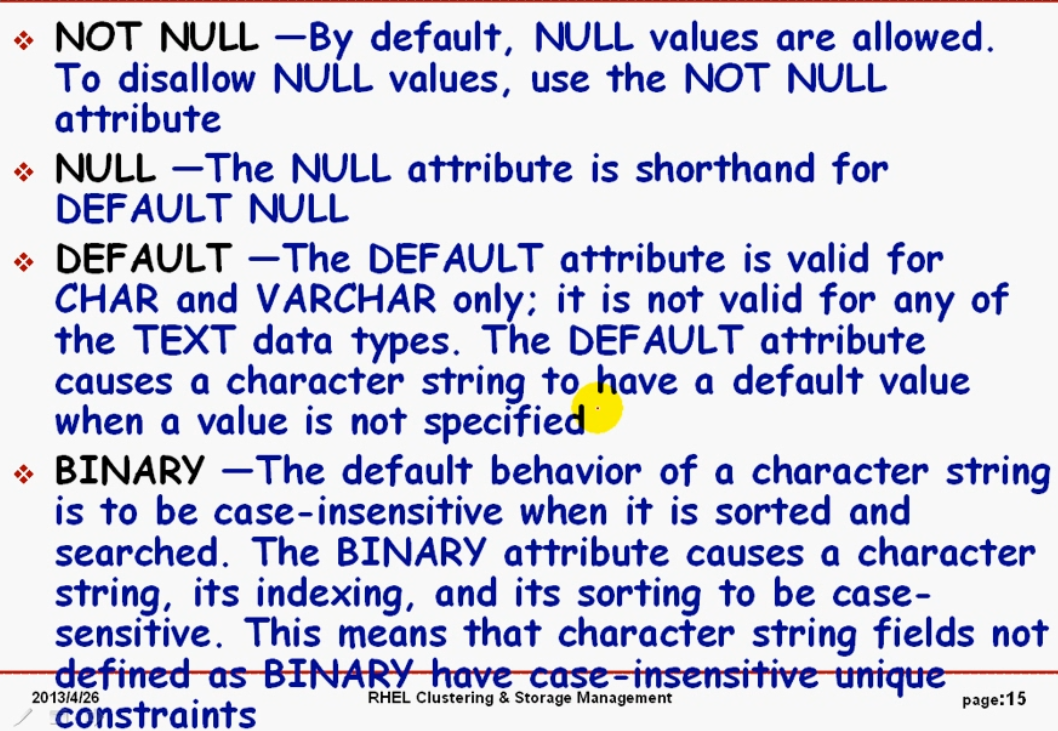 NOT NULL —By default, NULL values are allowed.
To disallow NULL values, use the NOT NULL
attribute
NULL —The NULL attribute is shorthand for
DEFAULT NULL
DEFAULT —The DEFAULT attribute is valid for
CHAR and VARCHAR only; it is not valid for any of
the TEXT data types. The DEFAULT attribute
causes a character string to have a default value
when a value is not specified
BINARY —The default behavior of a character string
is to be case-insensitive when it is sorted and
searched. The BINARY attribute causes a character
string, its indexing, and its sorting to be case-
sensitive. This means that character string fields not
defined as BINARY have case-insensitive unique
constraints
2013/4/26
RHEL Clustering & Storage Management
page:15